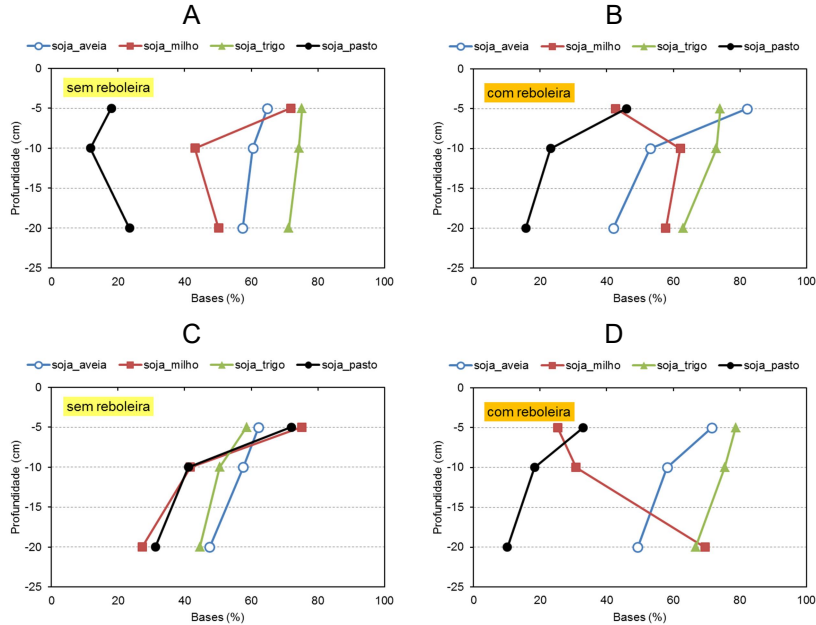 A
soja_aveia soja_milho soja_trigo soja_pasto
sem reboleira
0
-5
-10
-15
-20
-25
Profundidade (cm)
0 20 40 60 80 100
Bases (%)
B
soja_aveia soja_milho soja_trigo soja_pasto
com reboleira
0
-5
-10
-15
-20
-25
Profundidade (cm)
0 20 40 60 80 100
Bases (%)
C
soja_aveia soja_milho soja_trigo soja_pasto
sem reboleira
0
-5
-10
-15
-20
-25
Profundidade (cm)
0 20 40 60 80 100
Bases (%)
D
soja_aveia soja_milho soja_trigo soja_pasto
com reboleira
0
-5
-10
-15
-20
-25
Profundidade (cm)
0 20 40 60 80 100
Bases (%)